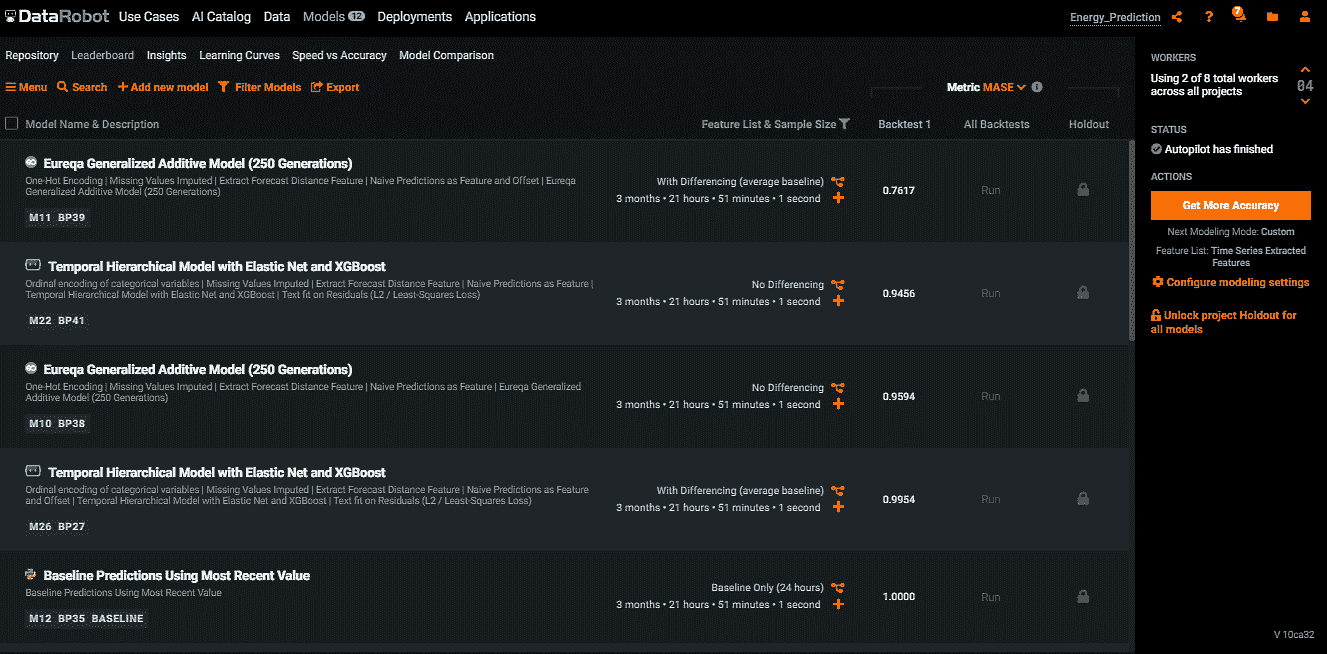 DataRobot Use Cases AI Catalog Data Models 12 Deployments Applications Energy_Prediction ? 7
Repository Leaderboard Insights Learning Curves Speed vs Accuracy Model Comparison
Menu Search + Add new model Filter Models Export Metric MASE
Model Name & Description Feature List & Sample Size Backtest 1 All Backtests Holdout
Eureqa Generalized Additive Model (250 Generations)
One-Hot Encoding | Missing Values Imputed | Extract Forecast Distance Feature | Naive Predictions as Feature and Offset | Eureqa
Generalized Additive Model (250 Generations)
M11 BP39
With Differencing (average baseline)
3 months • 21 hours • 51 minutes • 1 second
0.7617 Run
Temporal Hierarchical Model with Elastic Net and XGBoost
Ordinal encoding of categorical variables | Missing Values Imputed | Extract Forecast Distance Feature | Naive Predictions as Feature |
Temporal Hierarchical Model with Elastic Net and XGBoost | Text fit on Residuals (L2 / Least-Squares Loss)
M22 BP41
No Differencing
3 months • 21 hours • 51 minutes • 1 second
0.9456 Run
Eureqa Generalized Additive Model (250 Generations)
One-Hot Encoding | Missing Values Imputed | Extract Forecast Distance Feature | Naive Predictions as Feature | Eureqa Generalized
Additive Model (250 Generations)
M10 BP38
No Differencing
3 months • 21 hours • 51 minutes • 1 second
0.9594 Run
Temporal Hierarchical Model with Elastic Net and XGBoost
Ordinal encoding of categorical variables | Missing Values Imputed | Extract Forecast Distance Feature | Naive Predictions as Feature
and Offset | Temporal Hierarchical Model with Elastic Net and XGBoost | Text fit on Residuals (L2 / Least-Squares Loss)
M26 BP27
With Differencing (average baseline)
3 months • 21 hours • 51 minutes • 1 second
0.9954 Run
Baseline Predictions Using Most Recent Value
Baseline Predictions Using Most Recent Value
M12 BP35 BASELINE
Baseline Only (24 hours)
3 months • 21 hours • 51 minutes • 1 second
1.0000 Run
WORKERS
Using 2 of 8 total workers
across all projects
04
STATUS
Autopilot has finished
ACTIONS
Get More Accuracy
Next Modeling Mode: Custom
Feature List: Time Series Extracted
Features
Configure modeling settings
Unlock project Holdout for
all models
V 10ca32